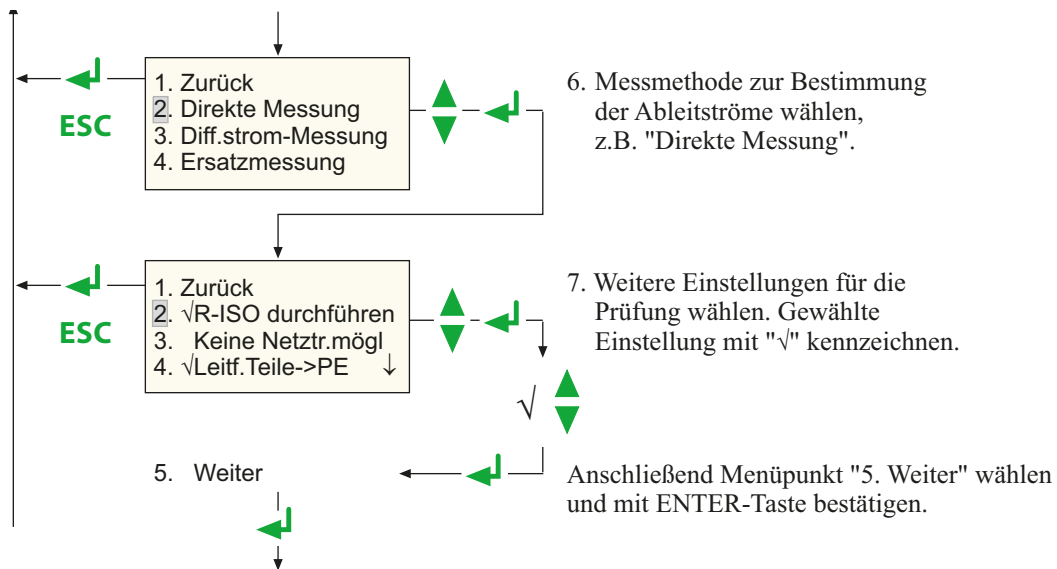 1. Zurück
2. Direkte Messung
3. Diff.strom-Messung
4. Ersatzmessung
ESC
6. Messmethode zur Bestimmung
der Ableitströme wählen,
z.B. "Direkte Messung".
1. Zurück
2. √R-ISO durchführen
3. Keine Netztr.mögl
4. √Leitf.Teile->PE ↓
ESC
7. Weitere Einstellungen für die
Prüfung wählen. Gewählte
Einstellung mit "√" kennzeichnen.
√
5. Weiter
Anschließend Menüpunkt "5. Weiter" wählen
und mit ENTER-Taste bestätigen.